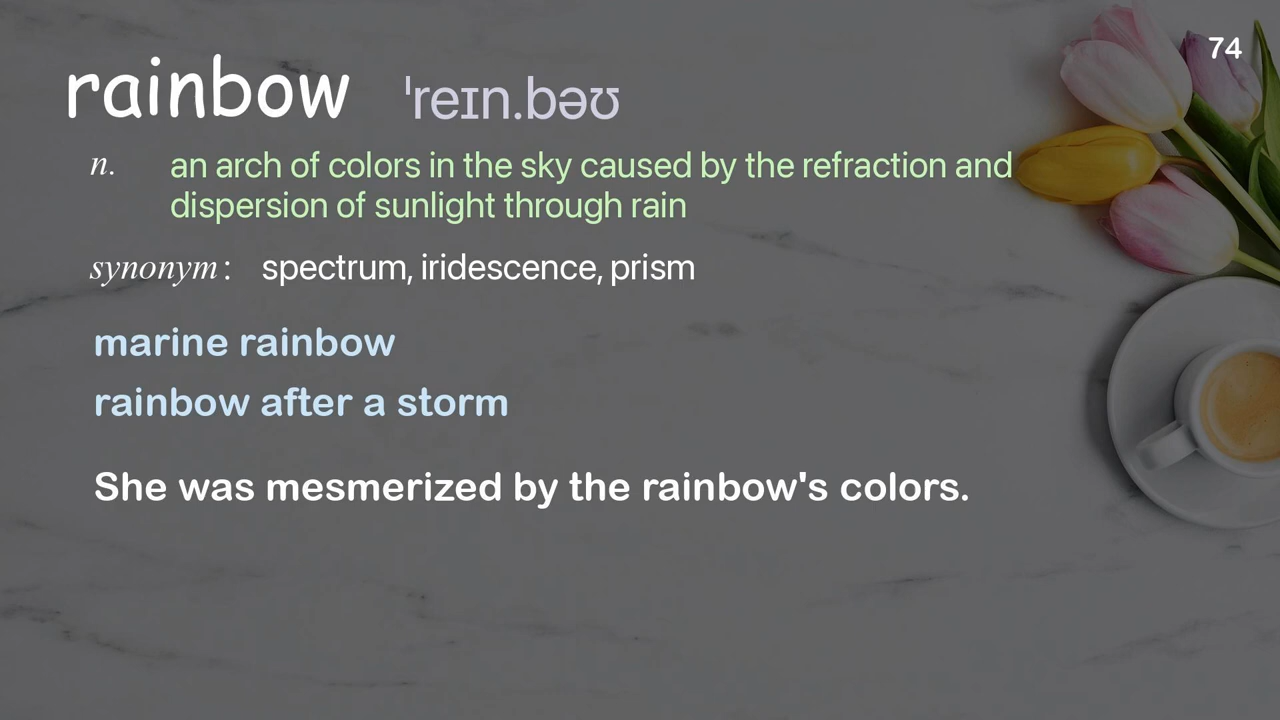 74
rainbow ˈreɪn.bəʊ
n. an arch of colors in the sky caused by the refraction and
dispersion of sunlight through rain
synonym: spectrum, iridescence, prism
marine rainbow
rainbow after a storm
She was mesmerized by the rainbow's colors.